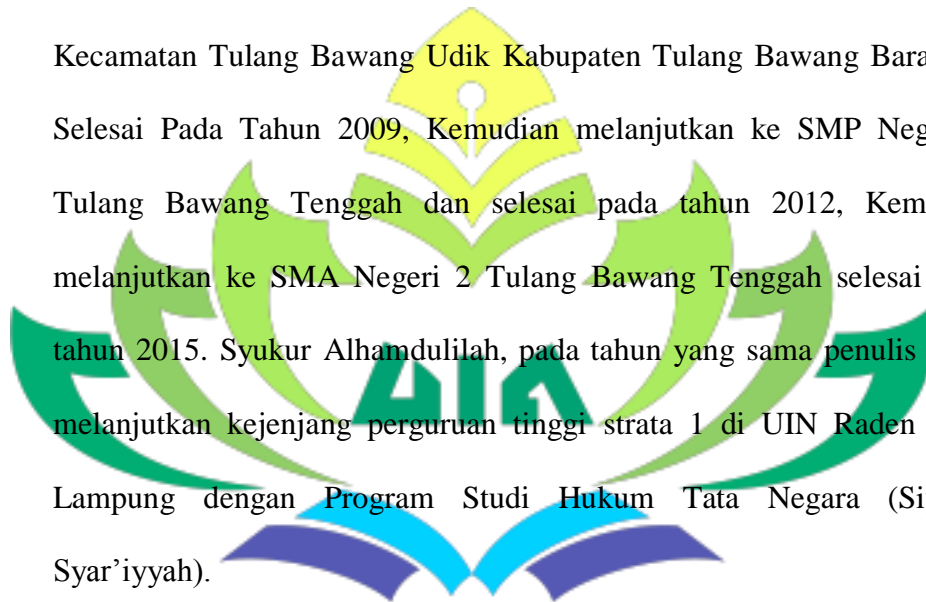 Kecamatan Tulang Bawang Udik Kabupaten Tulang Bawang Bara
Selesai Pada Tahun 2009, Kemudian melanjutkan ke SMP Neg
Tulang Bawang Tenggah dan selesai pada tahun 2012, Kem
melanjutkan ke SMA Negeri 2 Tulang Bawang Tenggah selesai
tahun 2015. Syukur Alhamdulilah, pada tahun yang sama penulis
melanjutkan kejenjang perguruan tinggi strata 1 di UIN Raden
Lampung dengan Program Studi Hukum Tata Negara (Si
Syar’iyyah).